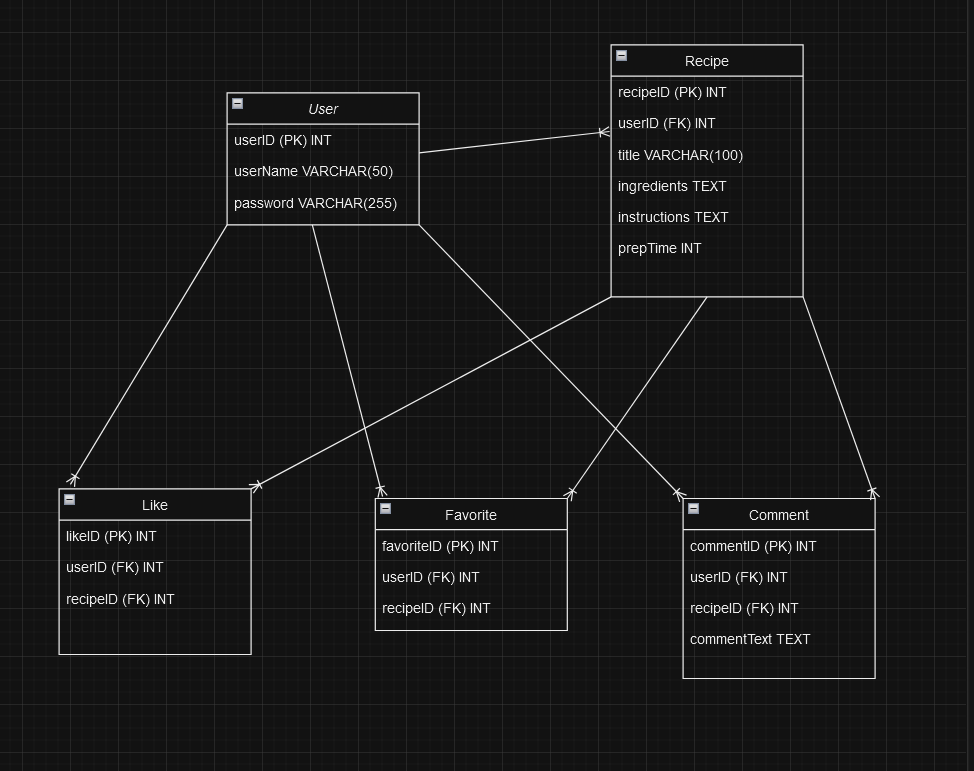 User
userID (PK) INT
userName VARCHAR(50)
password VARCHAR(255)
Recipe
recipeID (PK) INT
userID (FK) INT
title VARCHAR(100)
ingredients TEXT
instructions TEXT
prepTime INT
Like
likeID (PK) INT
userID (FK) INT
recipeID (FK) INT
Favorite
favoriteID (PK) INT
userID (FK) INT
recipeID (FK) INT
Comment
commentID (PK) INT
userID (FK) INT
recipeID (FK) INT
commentText TEXT